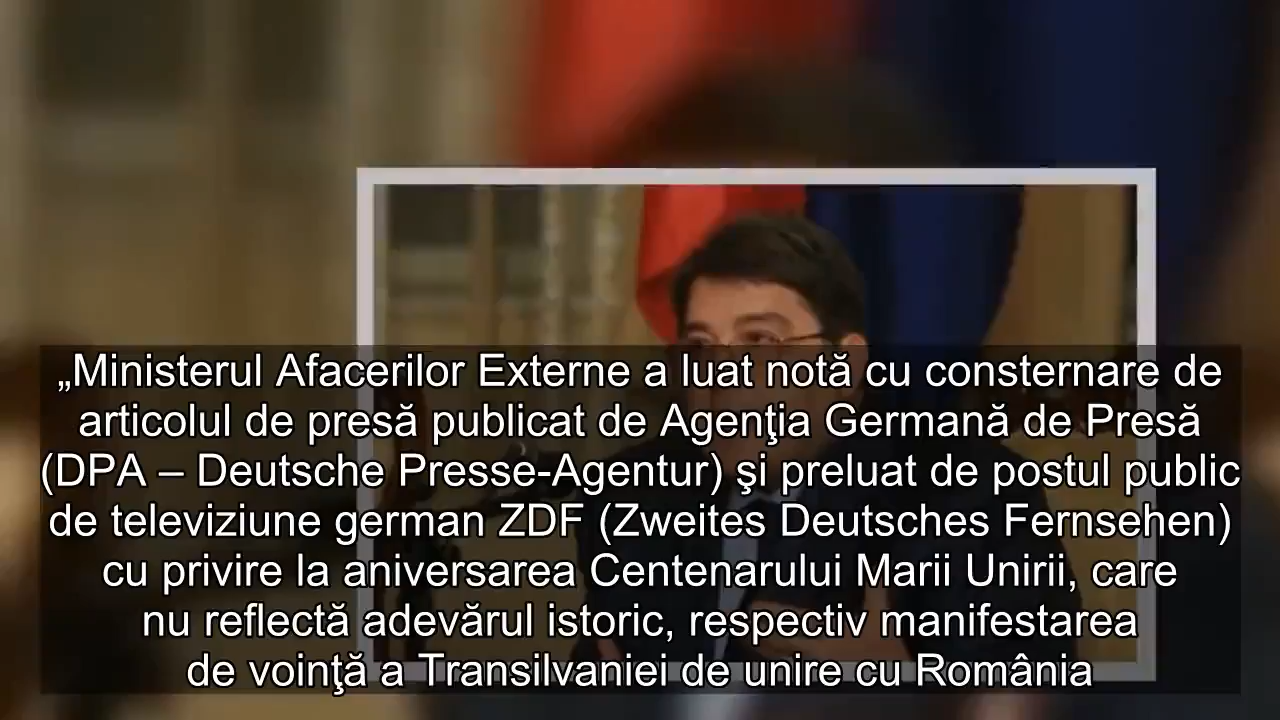 „Ministerul Afacerilor Externe a luat notă cu consternare de
articolul de presă publicat de Agenţia Germană de Presă
(DPA – Deutsche Presse-Agentur) şi preluat de postul public
de televiziune german ZDF (Zweites Deutsches Fernsehen)
cu privire la aniversarea Centenarului Marii Unirii, care
nu reflectă adevărul istoric, respectiv manifestarea
de voinţă a Transilvaniei de unire cu România